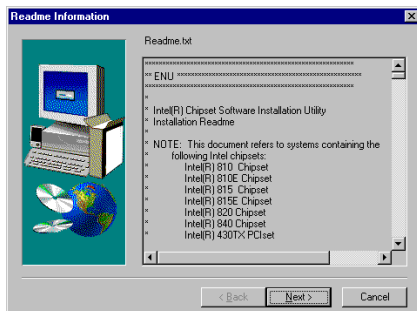 Readme Information
Readme.txt
** ENU **
* Intel(R) Chipset Software Installation Utility
* Installation Readme
*
* NOTE: This document refers to systems containing the
* following Intel chipsets:
* Intel(R) 810 Chipset
* Intel(R) 810E Chipset
* Intel(R) 815 Chipset
* Intel(R) 815E Chipset
* Intel(R) 820 Chipset
* Intel(R) 840 Chipset
* Intel(R) 430TX PCIset
< Back
Next >
Cancel